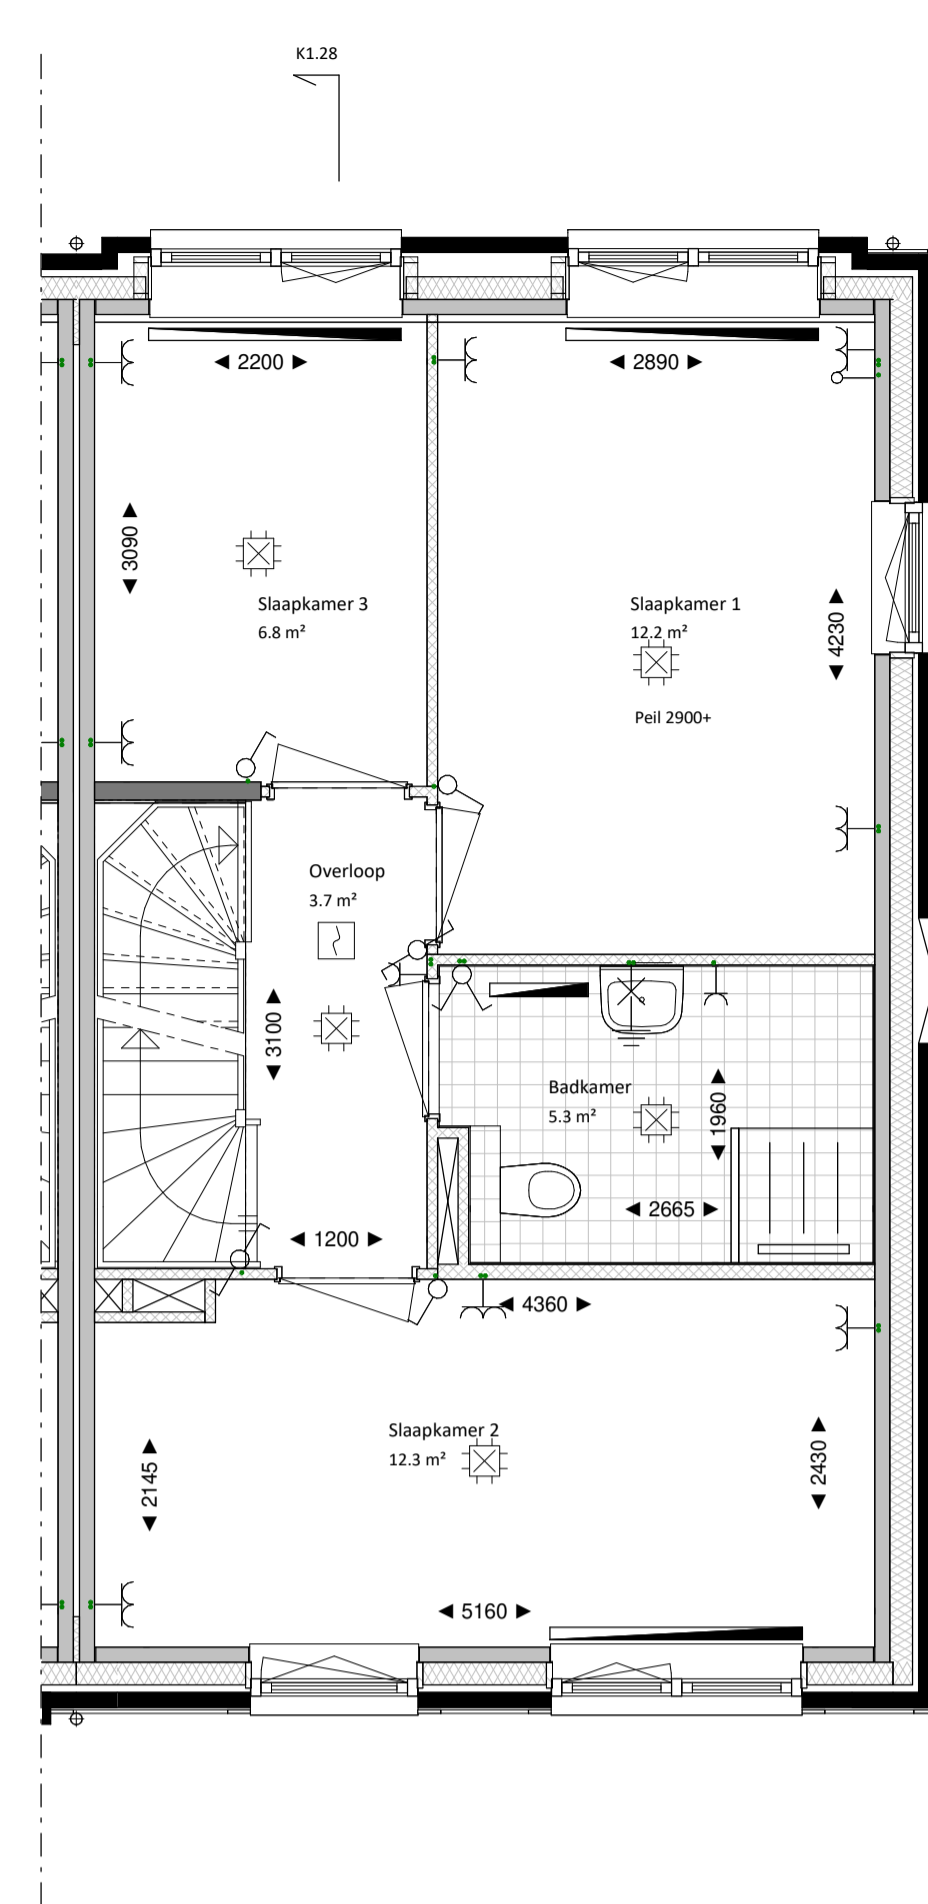 K1.28
2200
2890
3090
Slaapkamer 3
6.8 m²
Slaapkamer 1
12.2 m²
4230
Peil 2900+
Overloop
3.7 m²
3100
Badkamer
5.3 m²
1960
2665
1200
4360
Slaapkamer 2
12.3 m²
2145
2430
5160